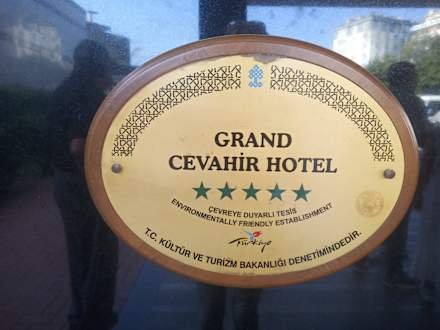 GRAND
CEVAHİR HOTEL
ÇEVREYE DUYARLI TESİS
ENVIRONMENTALLY FRIENDLY ESTABLISHMENT
Türkiye
T.C. KÜLTÜR VE TURİZM BAKANLIĞI DENETİMİNDEDİR.